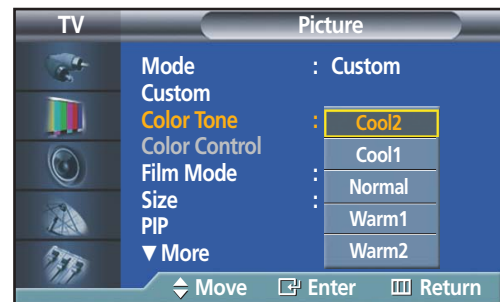 TV Picture
Mode : Custom
Custom
Color Tone : Cool2
Color Control Cool1
Film Mode : Normal
Size : Warm1
PIP Warm2
▼ More
Move Enter Return